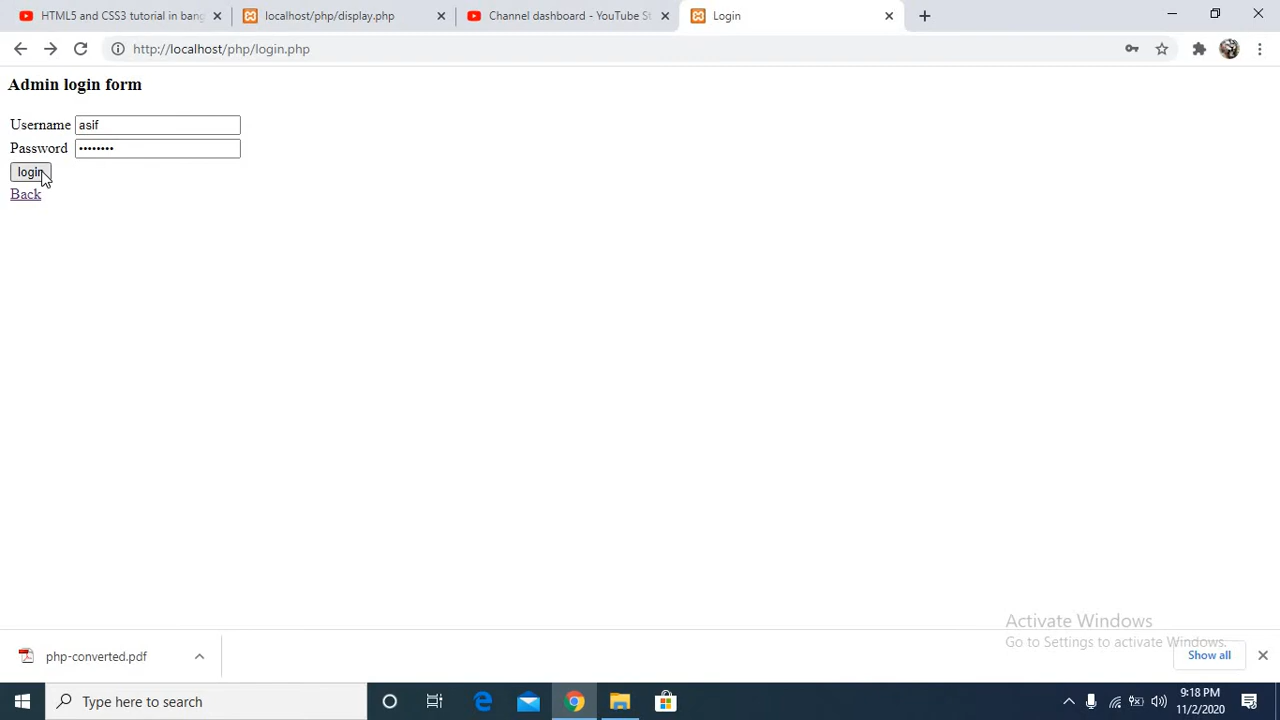 HTML5 and CSS3 tutorial in bang
localhost/php/display.php
Channel dashboard - YouTube St
Login
http://localhost/php/login.php
Admin login form
Username asif
Password ••••••••
login
Back
Activate Windows
Go to Settings to activate Windows.
php-converted.pdf
Show all
Type here to search
9:18 PM
11/2/2020